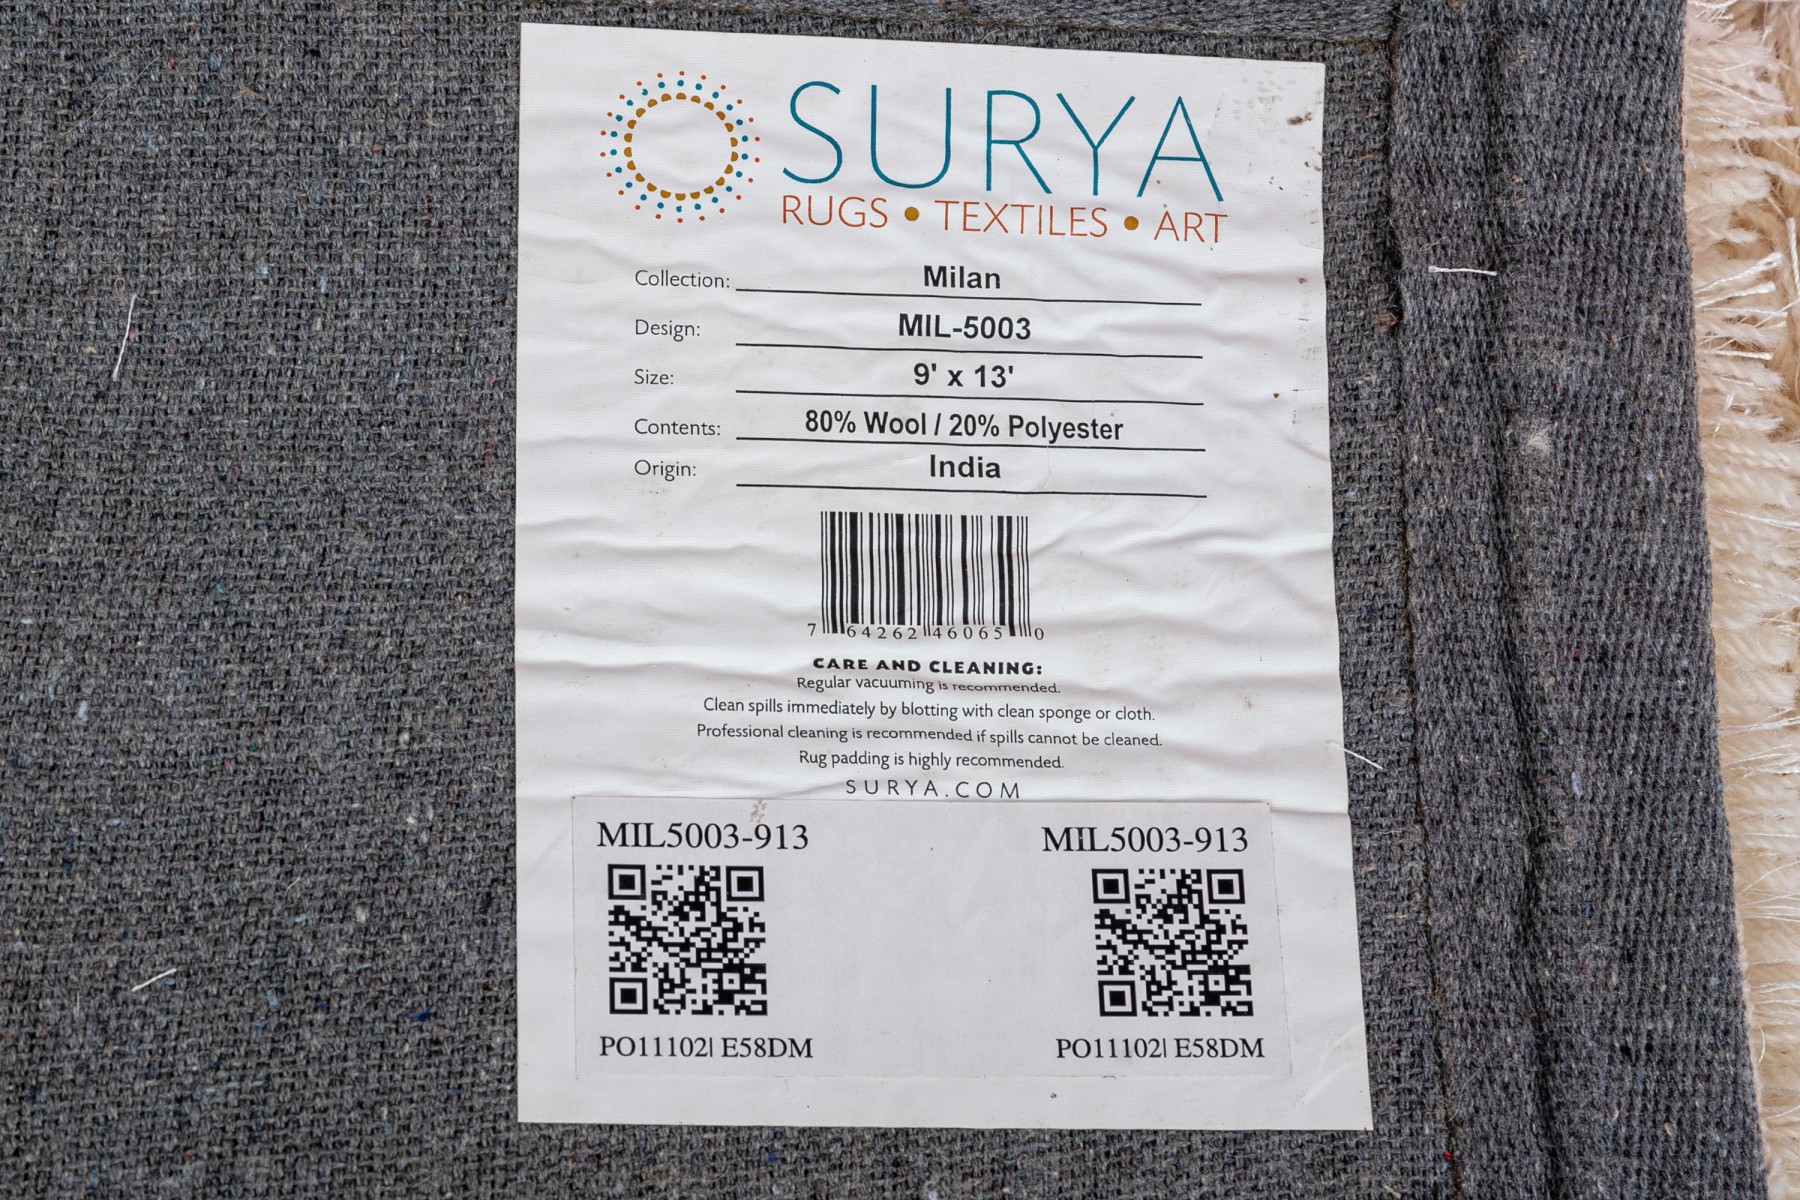 SURYA
RUGS • TEXTILES • ART
Collection: Milan
Design: MIL-5003
Size: 9' x 13'
Contents: 80% Wool / 20% Polyester
Origin: India
7 64262 46065 0
CARE AND CLEANING:
Regular vacuuming is recommended.
Clean spills immediately by blotting with clean sponge or cloth.
Professional cleaning is recommended if spills cannot be cleaned.
Rug padding is highly recommended.
SURYA.COM
MIL5003-913 MIL5003-913
PO11102| E58DM PO11102| E58DM